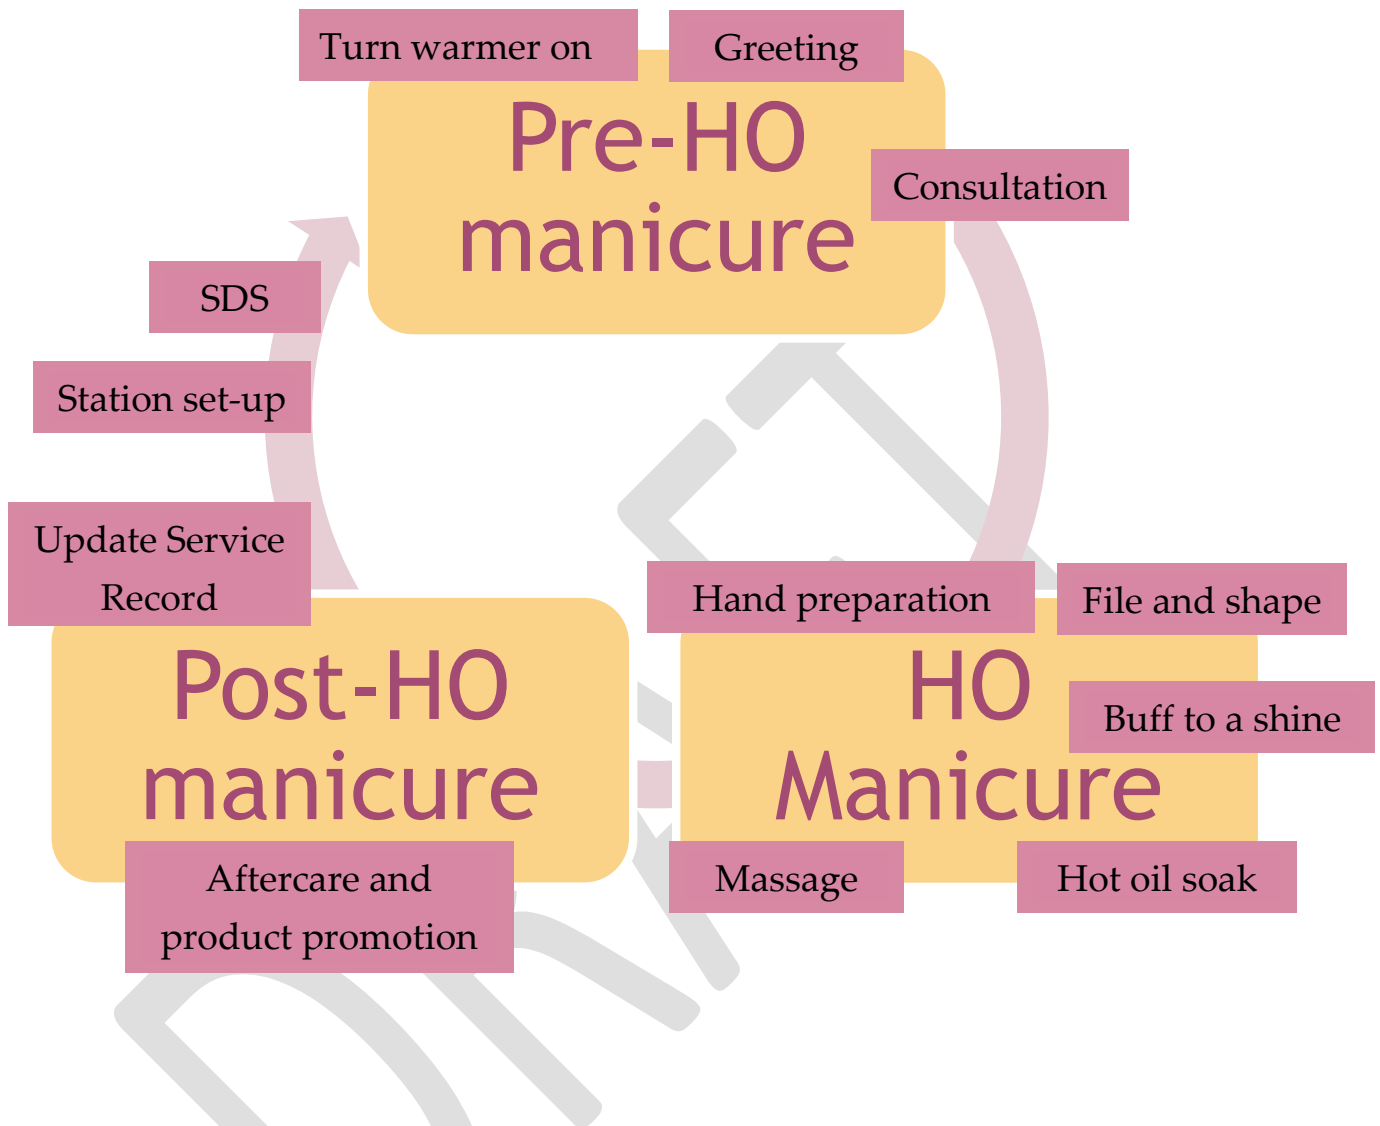 Turn warmer on
Greeting
Pre-HO
manicure
Consultation
SDS
Station set-up
Update Service
Record
Post-HO
manicure
Aftercare and
product promotion
Hand preparation
File and shape
HO
Manicure
Buff to a shine
Massage
Hot oil soak